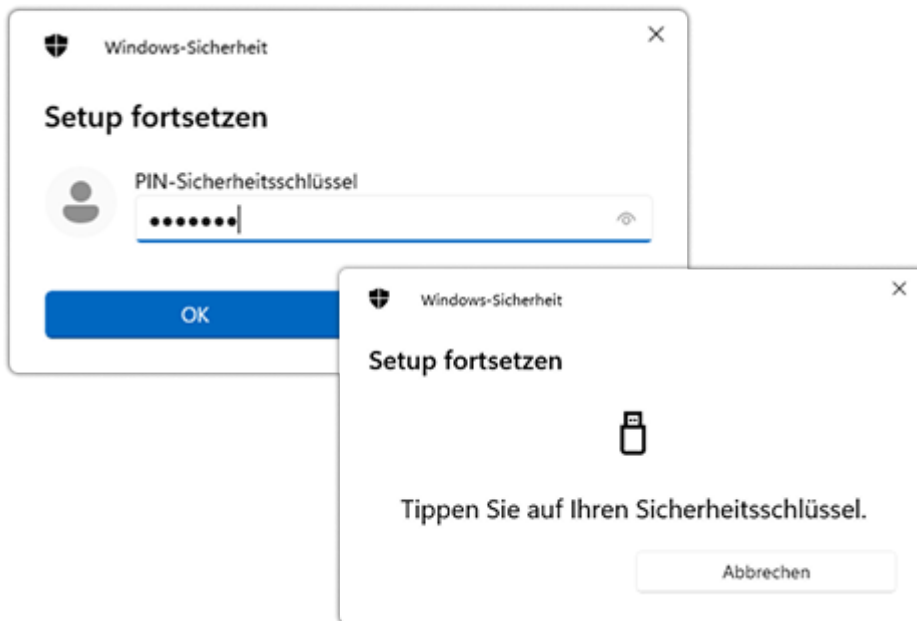 Windows-Sicherheit
Setup fortsetzen
PIN-Sicherheitsschlüssel
•••••••
OK
Windows-Sicherheit
Setup fortsetzen
Tippen Sie auf Ihren Sicherheitsschlüssel.
Abbrechen